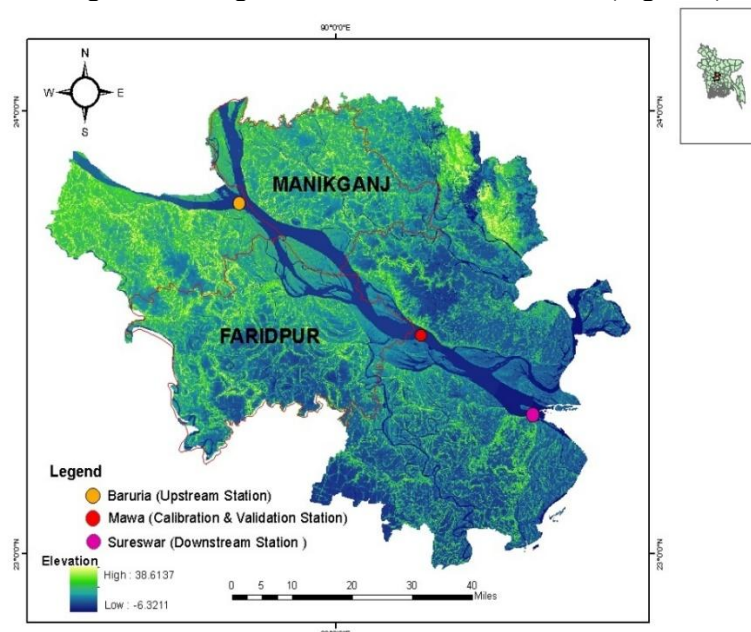 90°0'0"E
N
W E
S
24°0'0"N
24°0'0"N
MANIKGANJ
FARIDPUR
Legend
Baruria (Upstream Station)
Mawa (Calibration & Validation Station)
Sureswar (Downstream Station )
23°0'0"N
23°0'0"N
Elevation
High : 38.6137
Low : -6.3211
0 5 10 20 30 40
Miles